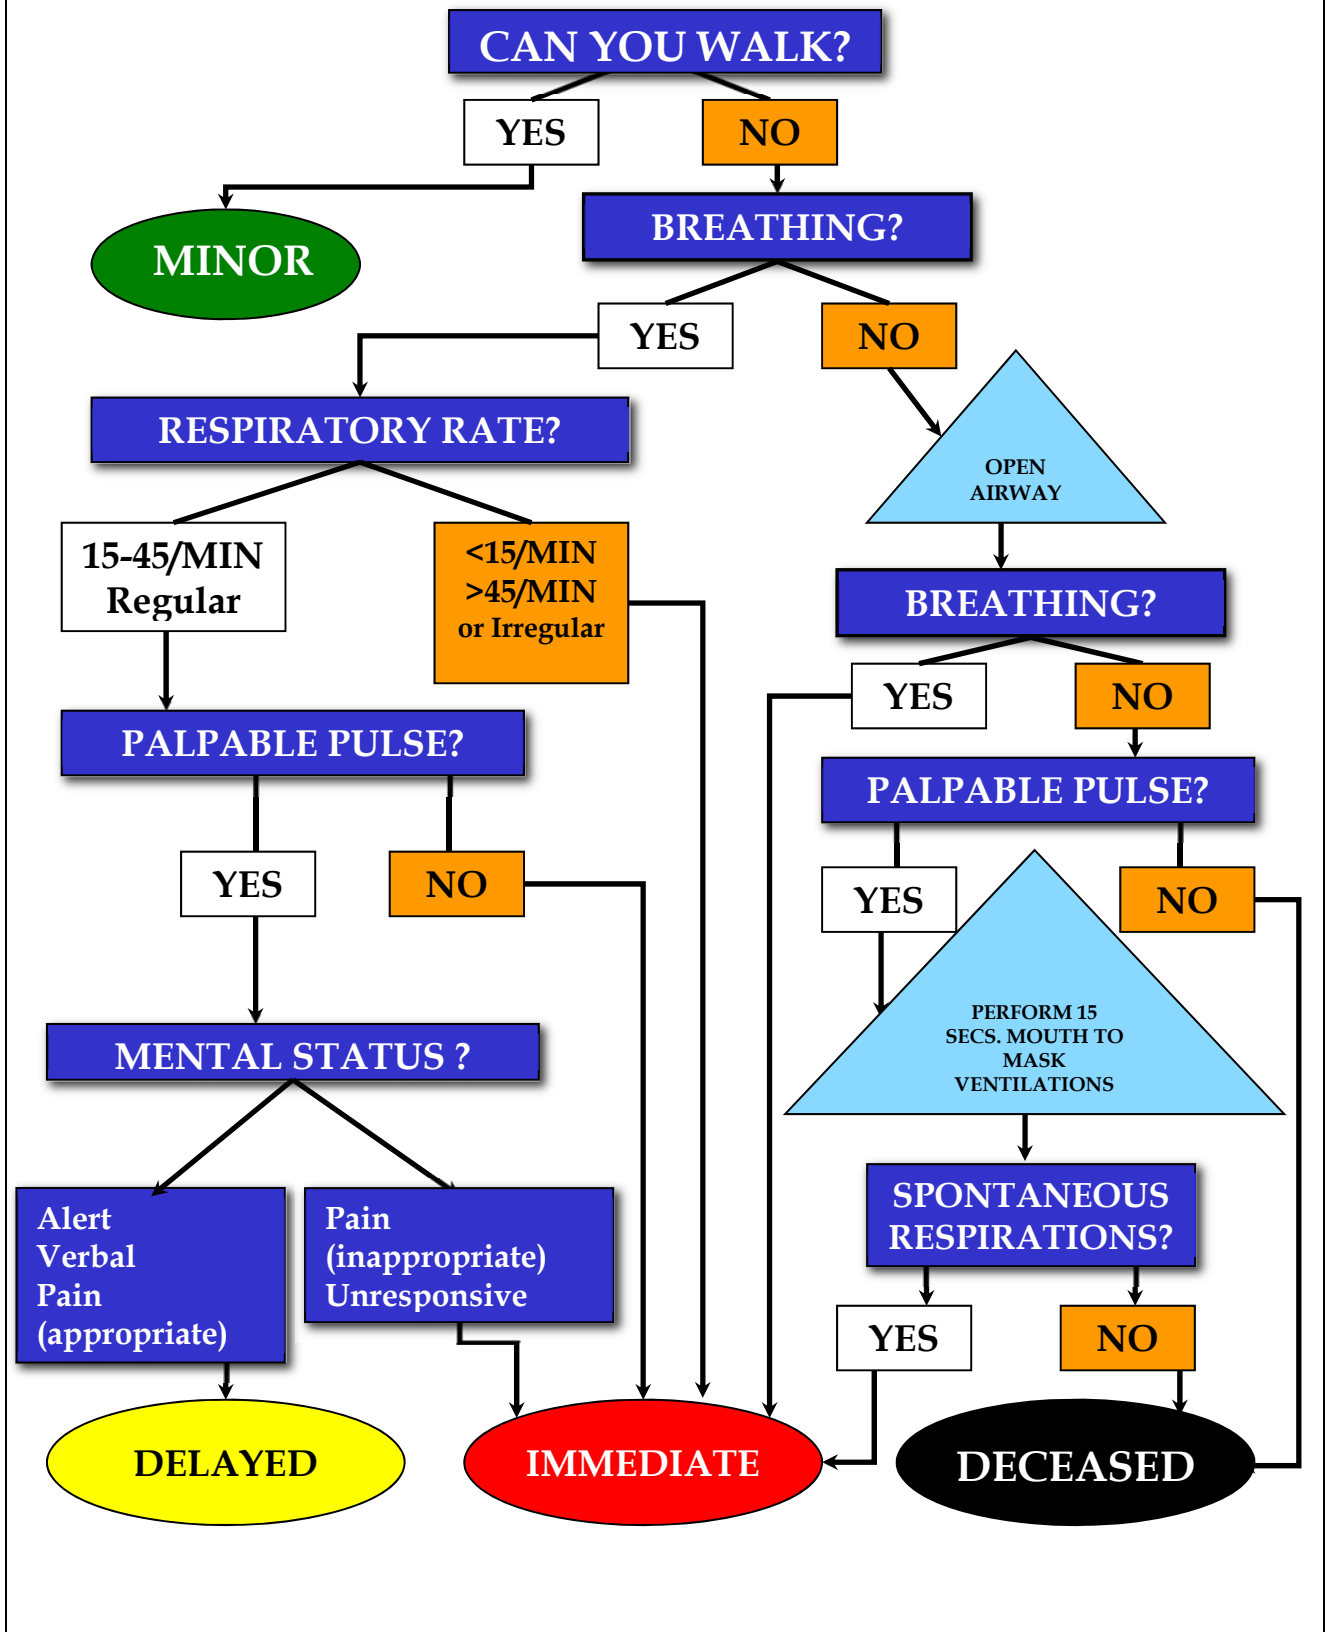 CAN YOU WALK?
YES
NO
MINOR
BREATHING?
YES
NO
RESPIRATORY RATE?
OPEN
AIRWAY
15-45/MIN
Regular
<15/MIN
>45/MIN
or Irregular
BREATHING?
YES
NO
PALPABLE PULSE?
PALPABLE PULSE?
YES
NO
YES
NO
PERFORM 15
SECS. MOUTH TO
MASK
VENTILATIONS
MENTAL STATUS ?
Alert
Verbal
Pain
(appropriate)
Pain
(inappropriate)
Unresponsive
SPONTANEOUS
RESPIRATIONS?
YES
NO
DELAYED
IMMEDIATE
DECEASED